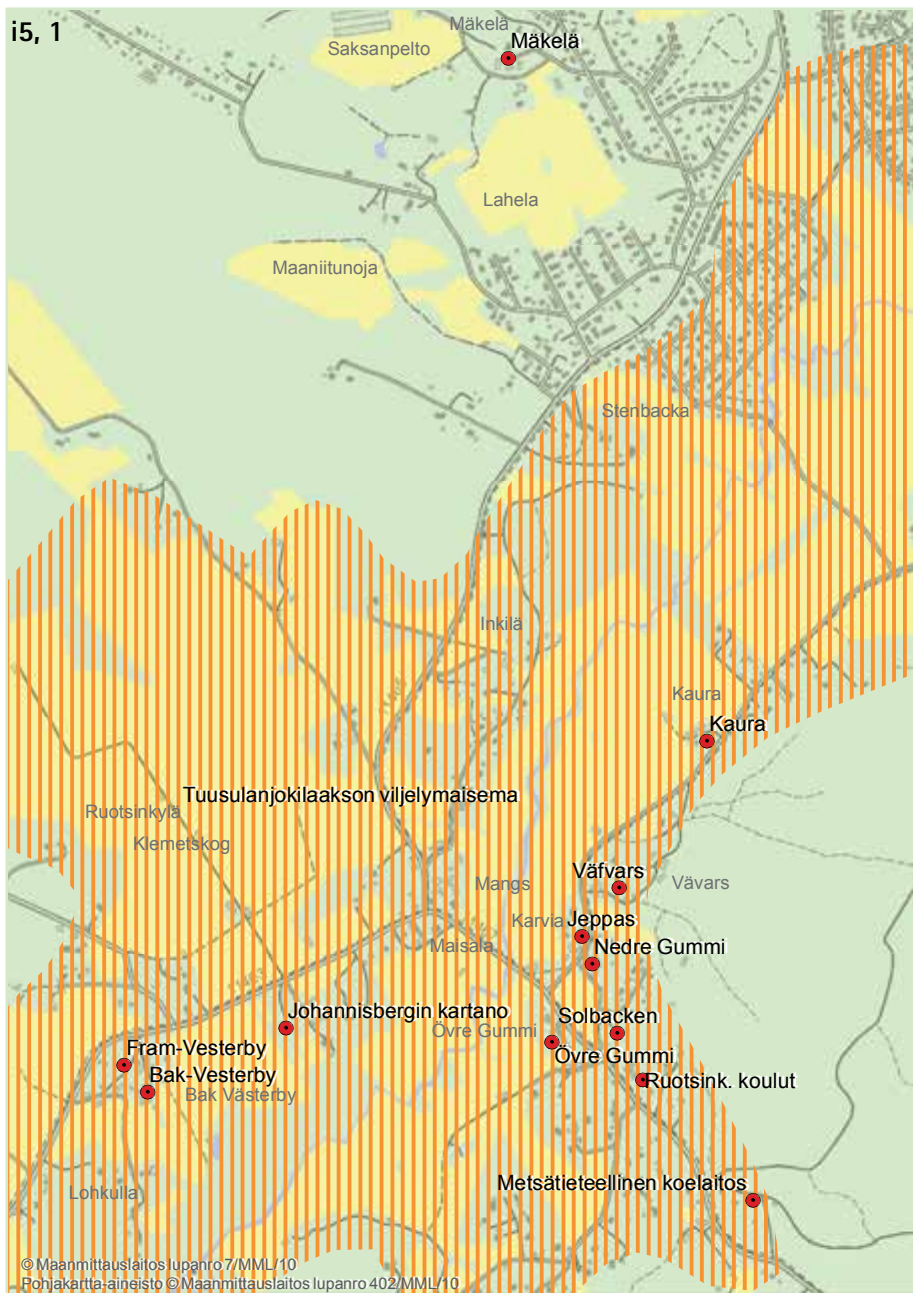 i5, 1
Mäkelä
Mäkelä
Saksanpelto
Lahela
Maaniitunoja
Stenbacka
Inkilä
Kaura
Kaura
Tuusulanjokilaakson viljelymaisema
Ruotsinkylä
Klemetskog
Väfvars
Mangs
Vävars
Karvia
Jeppas
Maisala
Nedre Gummi
Johannisbergin kartano
Solbacken
Övre Gummi
Övre Gummi
Fram-Vesterby
Bak-Vesterby
Ruotsink. koulut
Bak Västerby
Metsätieteellinen koelaitos
Lohkulla
© Maanmittauslaitos lupanro 7/MML/10
Pohjakartta-aineisto © Maanmittauslaitos lupanro 402/MML/10